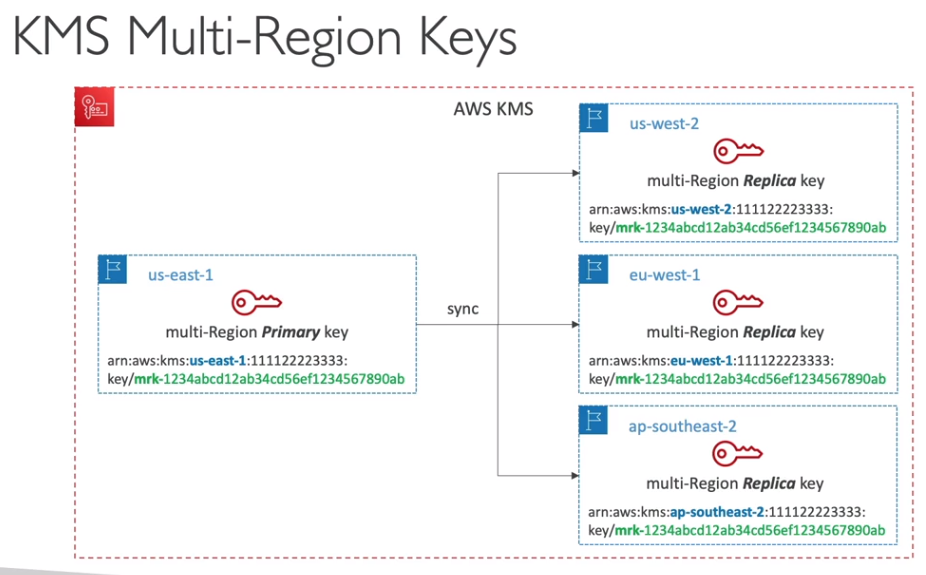 KMS Multi-Region Keys
AWS KMS
us-east-1
multi-Region Primary key
arn:aws:kms:us-east-1:111122223333:
key/mrk-1234abcd12ab34cd56ef1234567890ab
sync
us-west-2
multi-Region Replica key
arn:aws:kms:us-west-2:111122223333:
key/mrk-1234abcd12ab34cd56ef1234567890ab
eu-west-1
multi-Region Replica key
arn:aws:kms:eu-west-1:111122223333:
key/mrk-1234abcd12ab34cd56ef1234567890ab
ap-southeast-2
multi-Region Replica key
arn:aws:kms:ap-southeast-2:111122223333:
key/mrk-1234abcd12ab34cd56ef1234567890ab